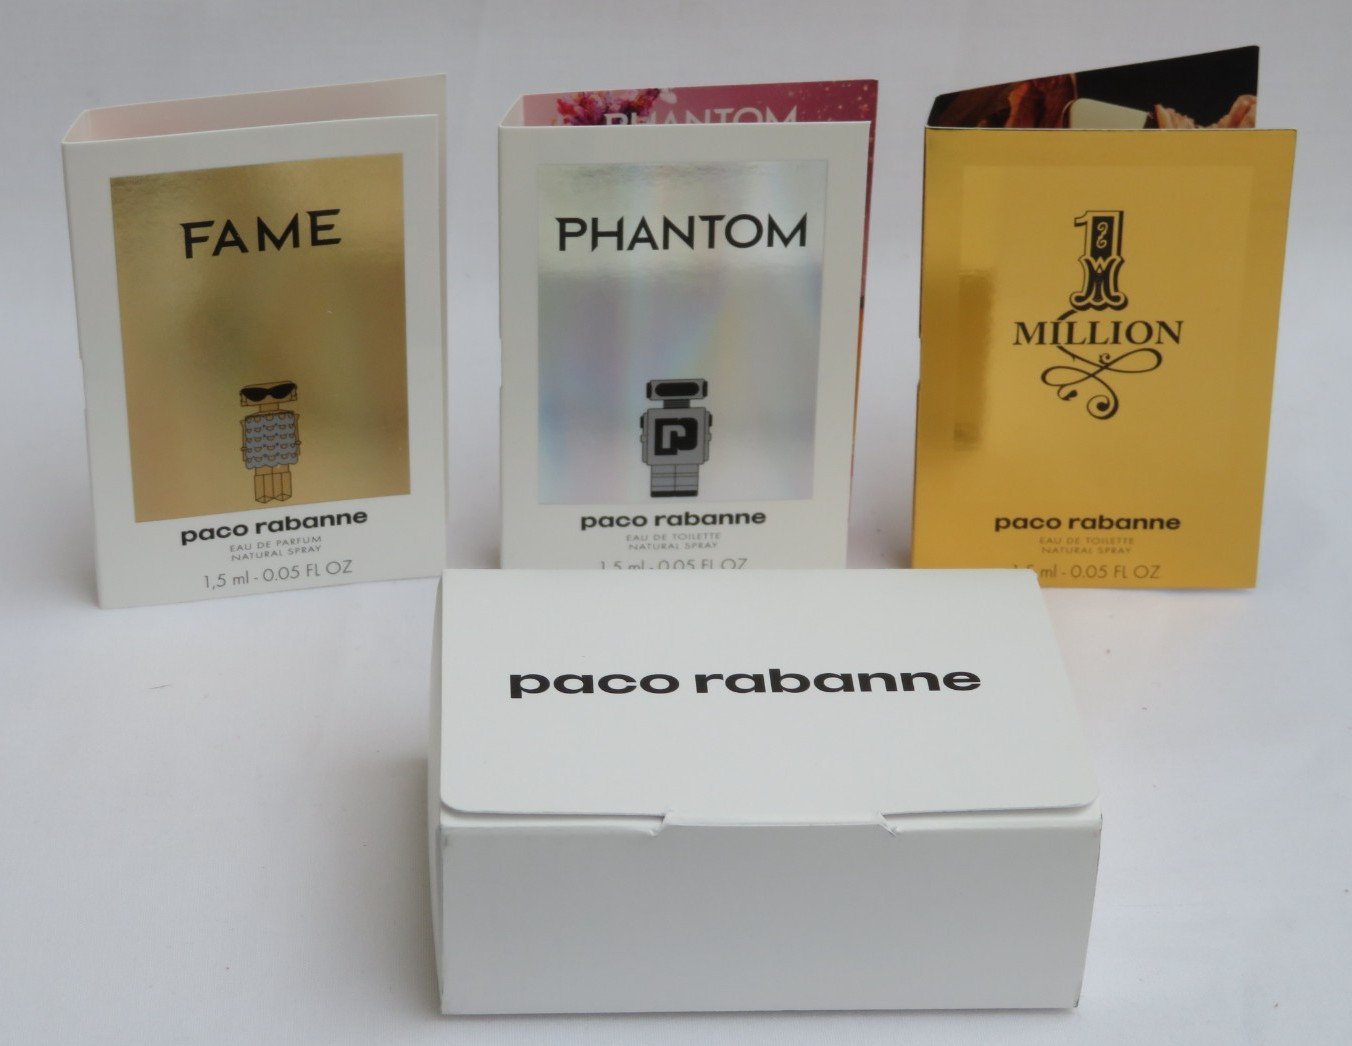 FAME
paco rabanne
EAU DE PARFUM
NATURAL SPRAY
1,5 ml - 0.05 FL OZ
PHANTOM
PHANTOM
paco rabanne
EAU DE TOILETTE
NATURAL SPRAY
1,5 ml - 0.05 FL OZ
1
M
MILLION
paco rabanne
EAU DE TOILETTE
NATURAL SPRAY
1,5 ml - 0.05 FL OZ
paco rabanne